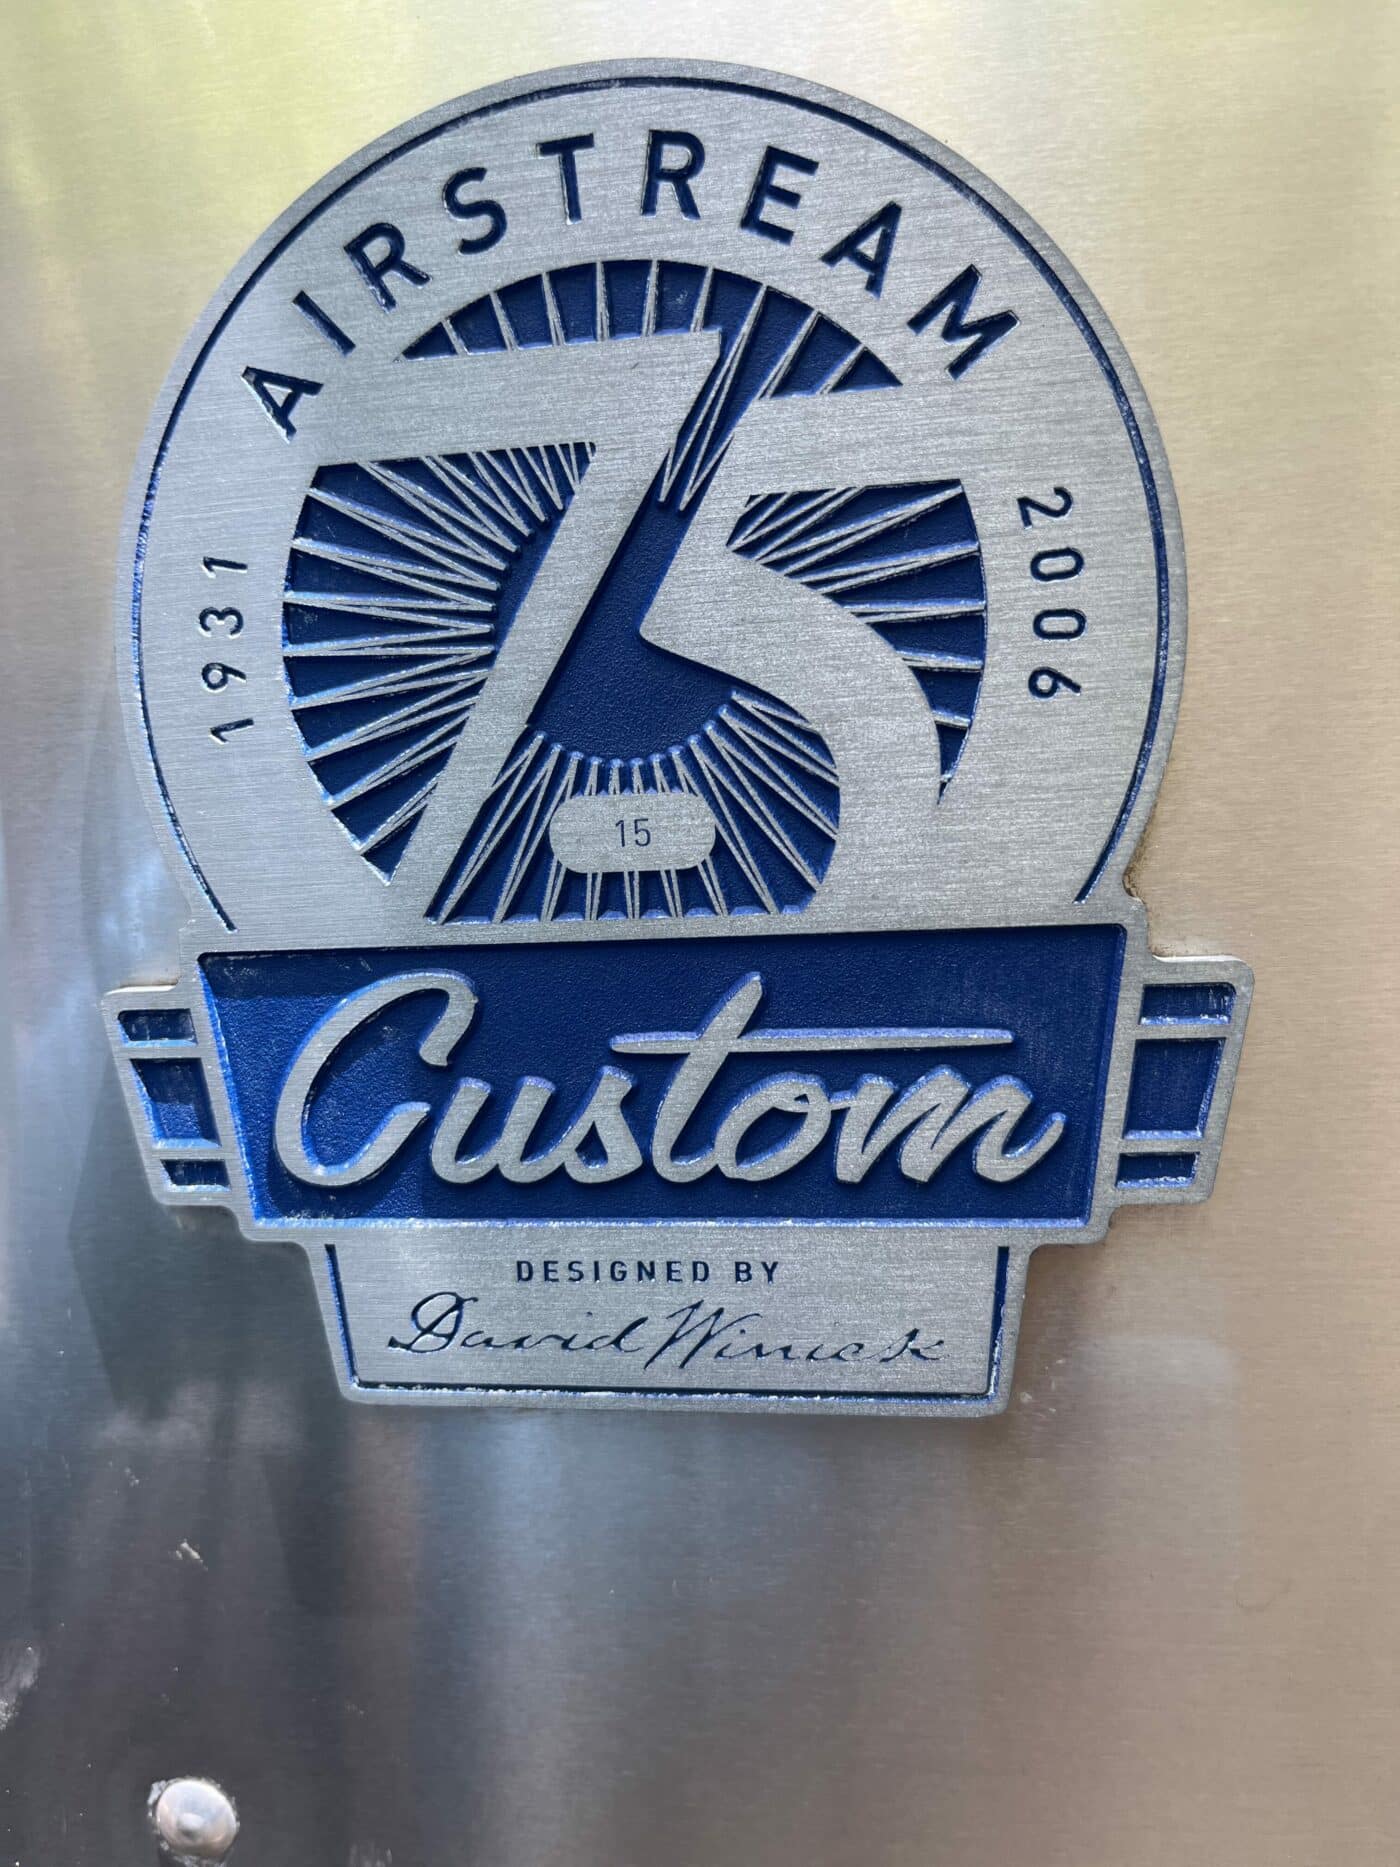 AIRSTREAM
1931
2006
75
15
Custom
DESIGNED BY
David Winick